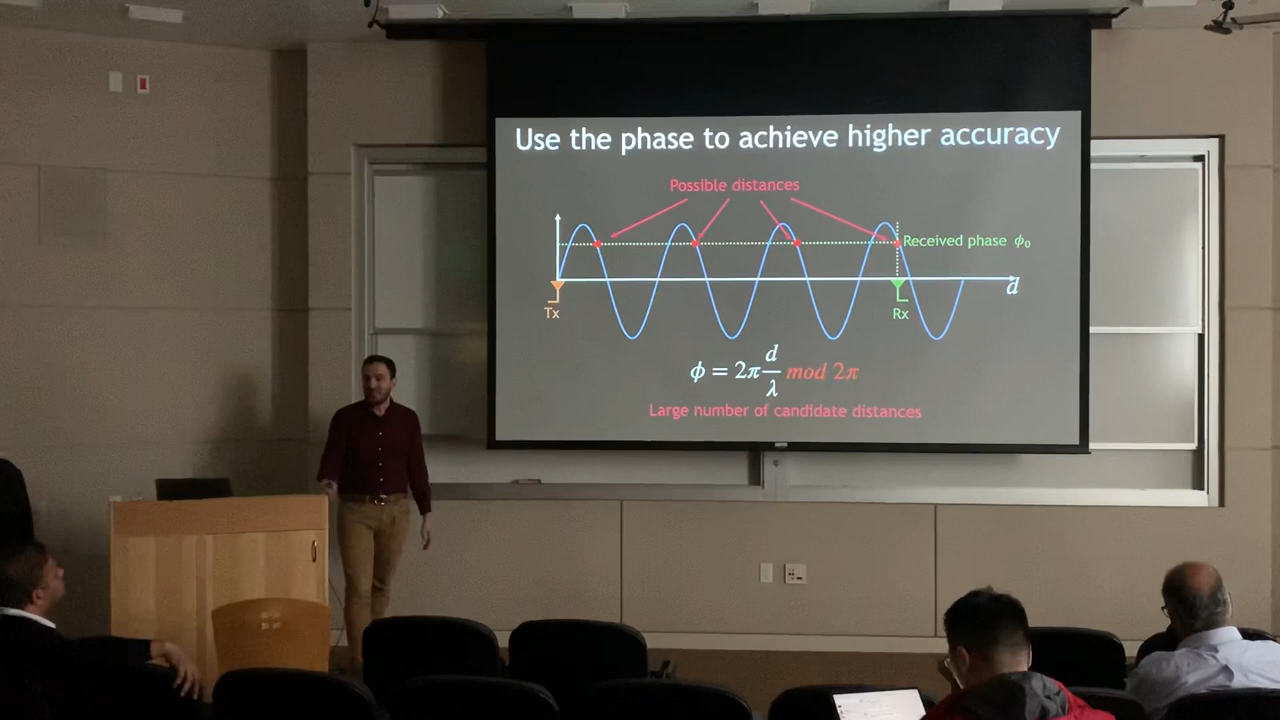 Use the phase to achieve higher accuracy
Possible distances
Received phase ϕ₀
d
Tx
Rx
ϕ = 2π d/λ mod 2π
Large number of candidate distances